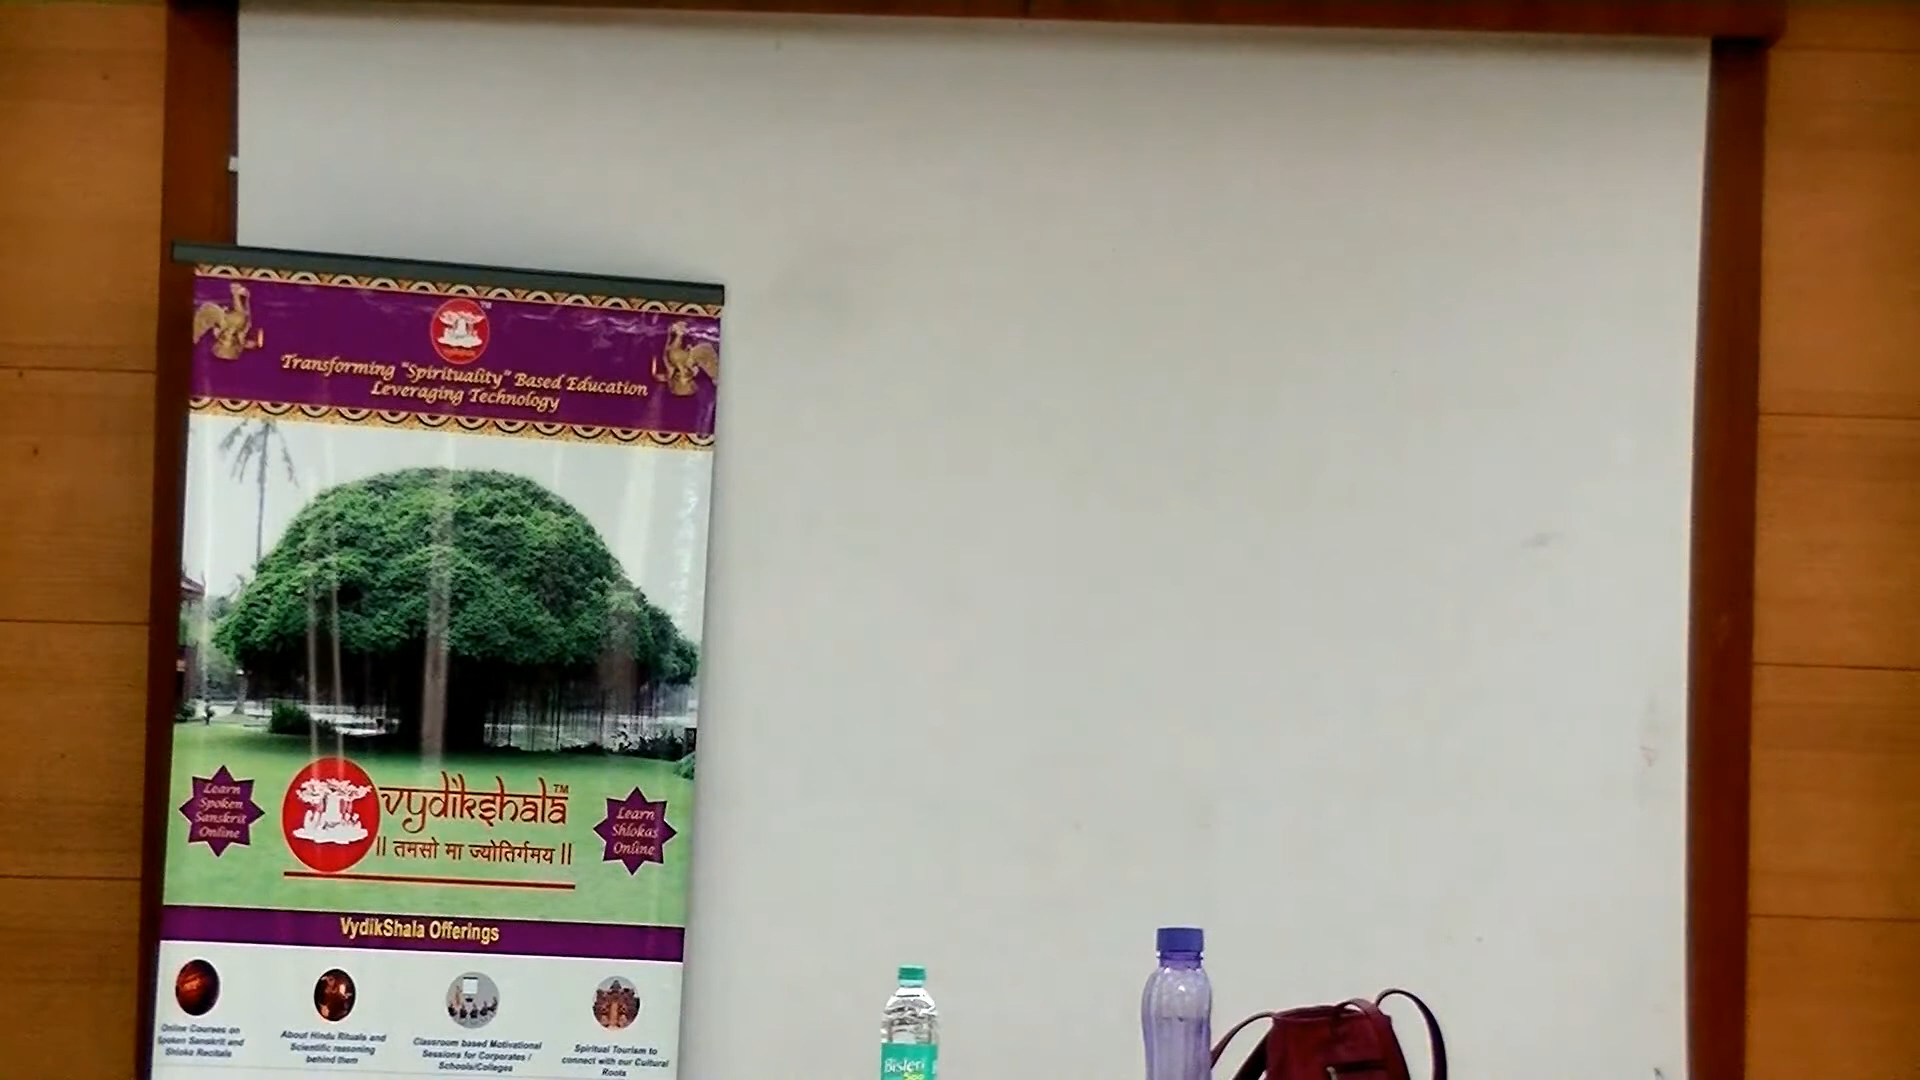 TM
Transforming "Spirituality" Based Education
Leveraging Technology
Learn
Spoken
Sanskrit
Online
vydikshala TM
|| तमसो मा ज्योतिर्गमय ||
Learn
Shlokas
Online
VydikShala Offerings
Online Courses on
Spoken Sanskrit and
Shloka Recitals
About Hindu Rituals and
Scientific reasoning
behind them
Classroom based Motivational
Sessions for Corporates /
Schools/Colleges
Spiritual Tourism to
connect with our Cultural
Roots
Bisleri
500